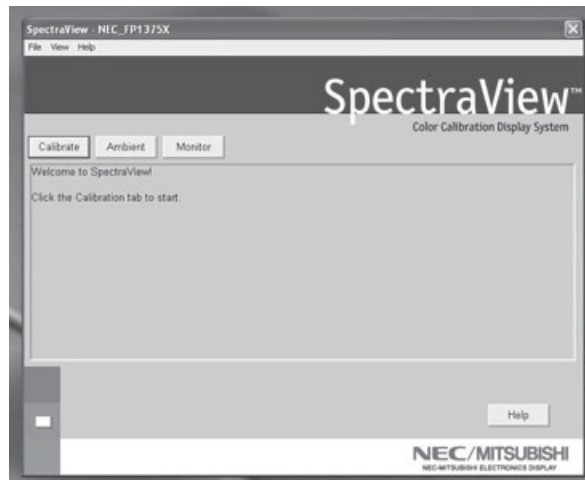 SpectraView - NEC_FP1375X
File View Help
SpectraView™
Color Calibration Display System
Calibrate Ambient Monitor
Welcome to SpectraView!
Click the Calibration tab to start.
Help
NEC/MITSUBISHI
NEC-MITSUBISHI ELECTRONICS DISPLAY